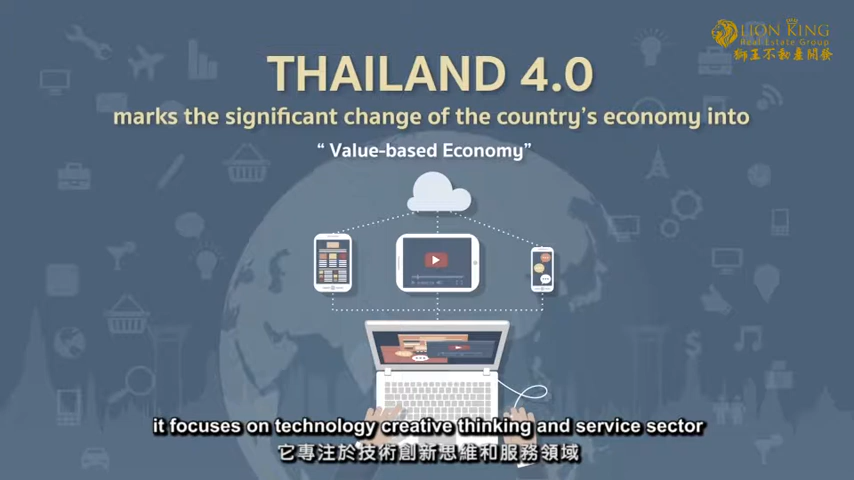 LION KING
Real Estate Group
獅王不動產開發
THAILAND 4.0
marks the significant change of the country's economy into
“ Value-based Economy”
it focuses on technology creative thinking and service sector
它專注於技術創新思維和服務領域